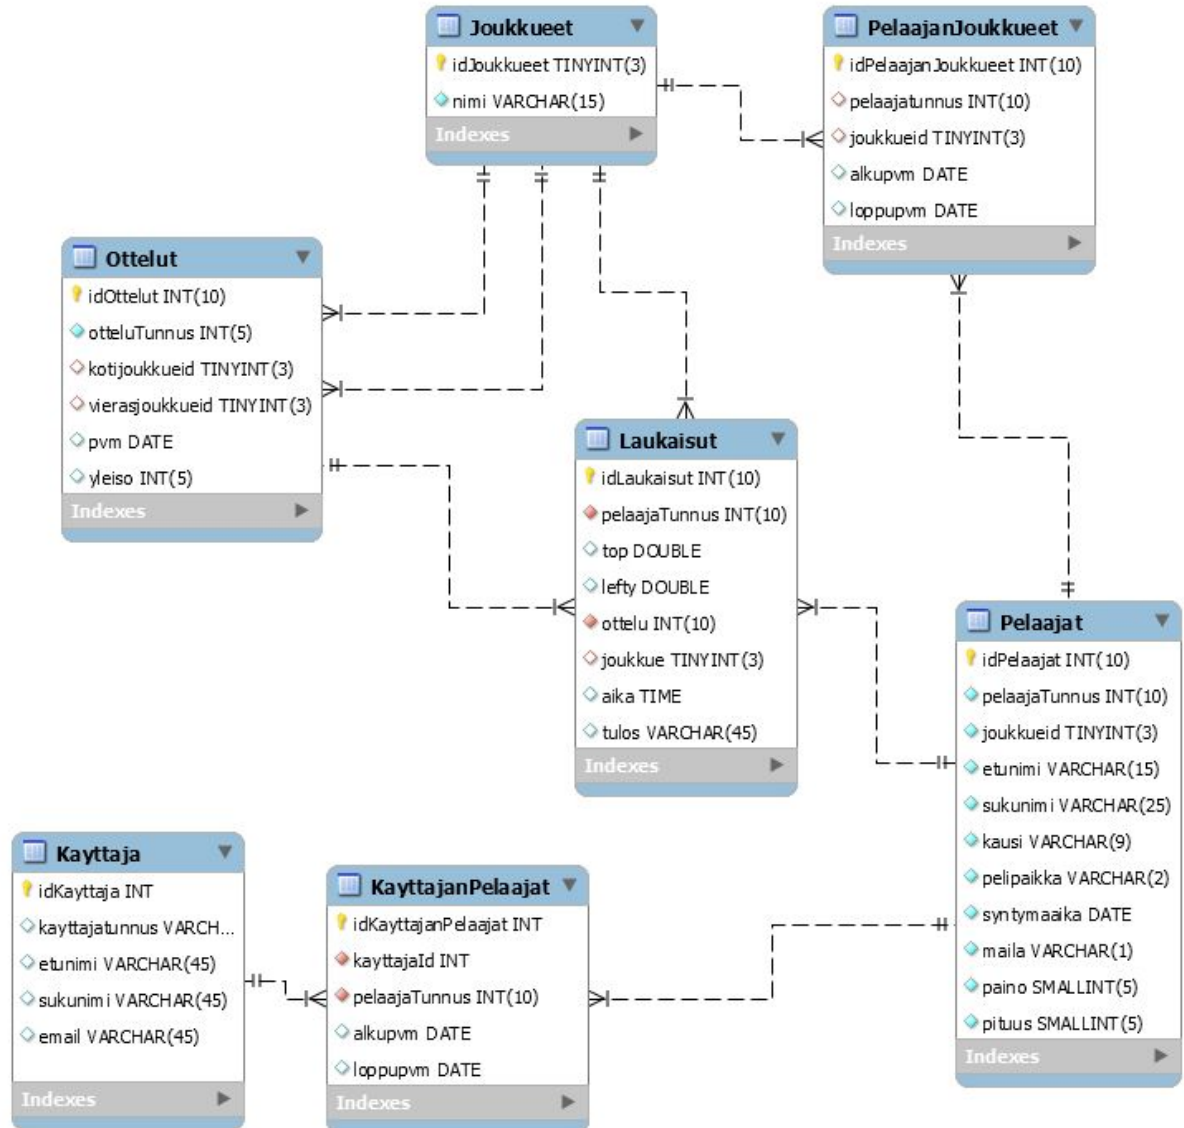 Joukkueet
idJoukkueet TINYINT(3)
nimi VARCHAR(15)
Indexes
PelaajanJoukkueet
idPelaajanJoukkueet INT(10)
pelaajatunnus INT(10)
joukkueid TINYINT(3)
alkupvm DATE
loppupvm DATE
Indexes
Ottelut
idOttelut INT(10)
otteluTunnus INT(5)
kotijoukkueid TINYINT(3)
vierasjoukkueid TINYINT(3)
pvm DATE
yleiso INT(5)
Indexes
Laukaisut
idLaukaisut INT(10)
pelaajaTunnus INT(10)
top DOUBLE
lefty DOUBLE
ottelu INT(10)
joukkue TINYINT(3)
aika TIME
tulos VARCHAR(45)
Indexes
Pelaajat
idPelaajat INT(10)
pelaajaTunnus INT(10)
joukkueid TINYINT(3)
etunimi VARCHAR(15)
sukunimi VARCHAR(25)
kausi VARCHAR(9)
pelipaikka VARCHAR(2)
syntymaaika DATE
maila VARCHAR(1)
paino SMALLINT(5)
pituus SMALLINT(5)
Indexes
Kayttaja
idKayttaja INT
kayttajatunnus VARCH...
etunimi VARCHAR(45)
sukunimi VARCHAR(45)
email VARCHAR(45)
Indexes
KayttajanPelaajat
idKayttajanPelaajat INT
kayttajaId INT
pelaajaTunnus INT(10)
alkupvm DATE
loppupvm DATE
Indexes